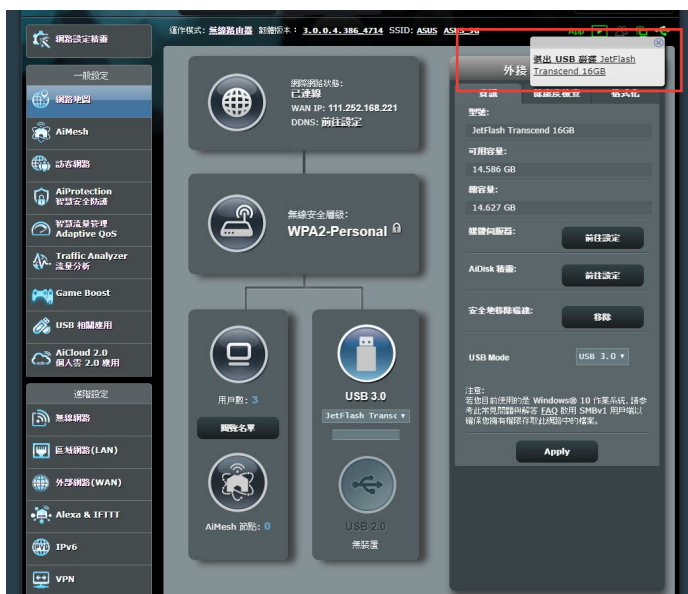 運作模式: 無線路由器 韌體版本: 3.0.0.4.386_4714 SSID: ASUS ASUS_5G
App
網路設定精靈
退出 USB 磁碟 JetFlash
Transcend 16GB
一般設定
網路地圖
AiMesh
訪客網路
AiProtection
智慧安全防護
智慧流量管理
Adaptive QoS
Traffic Analyzer
流量分析
Game Boost
USB 相關應用
AiCloud 2.0
個人雲 2.0 應用
進階設定
無線網路
區域網路(LAN)
外部網路(WAN)
Alexa & IFTTT
IPv6
VPN
網際網路狀態:
已連線
WAN IP: 111.252.168.221
DDNS: 前往設定
無線安全層級:
WPA2-Personal
用戶數: 3
閱覽名單
AiMesh 節點: 0
USB 3.0
JetFlash Transc
USB 2.0
無裝置
外接
資訊 健康度檢查 格式化
型號:
JetFlash Transcend 16GB
可用容量:
14.586 GB
總容量:
14.627 GB
媒體伺服器: 前往設定
AiDisk 精靈: 前往設定
安全地移除磁碟: 移除
USB Mode USB 3.0
注意:
若您目前使用的是 Windows® 10 作業系統, 請參
考此常見問題與解答 FAQ 啟用 SMBv1 用戶端以
確保您擁有權限存取此網路中的檔案。
Apply